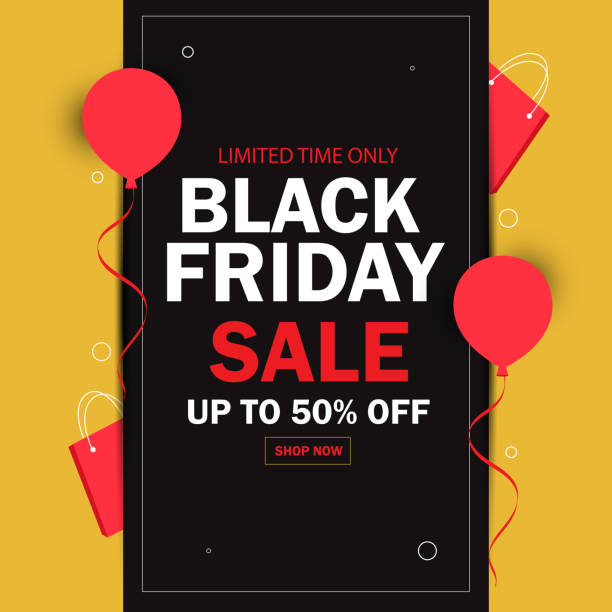 LIMITED TIME ONLY
BLACK
FRIDAY
SALE
UP TO 50% OFF
SHOP NOW